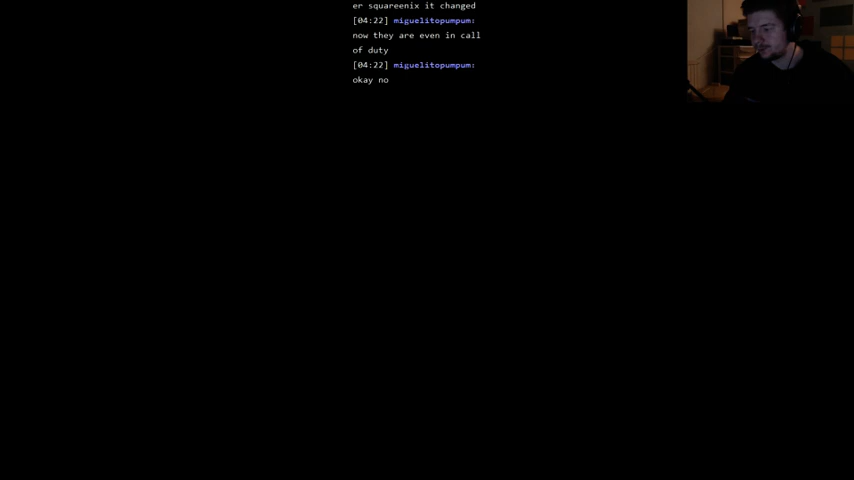 er squareenix it changed
[04:22] miguelitopumpum:
now they are even in call
of duty
[04:22] miguelitopumpum:
okay no